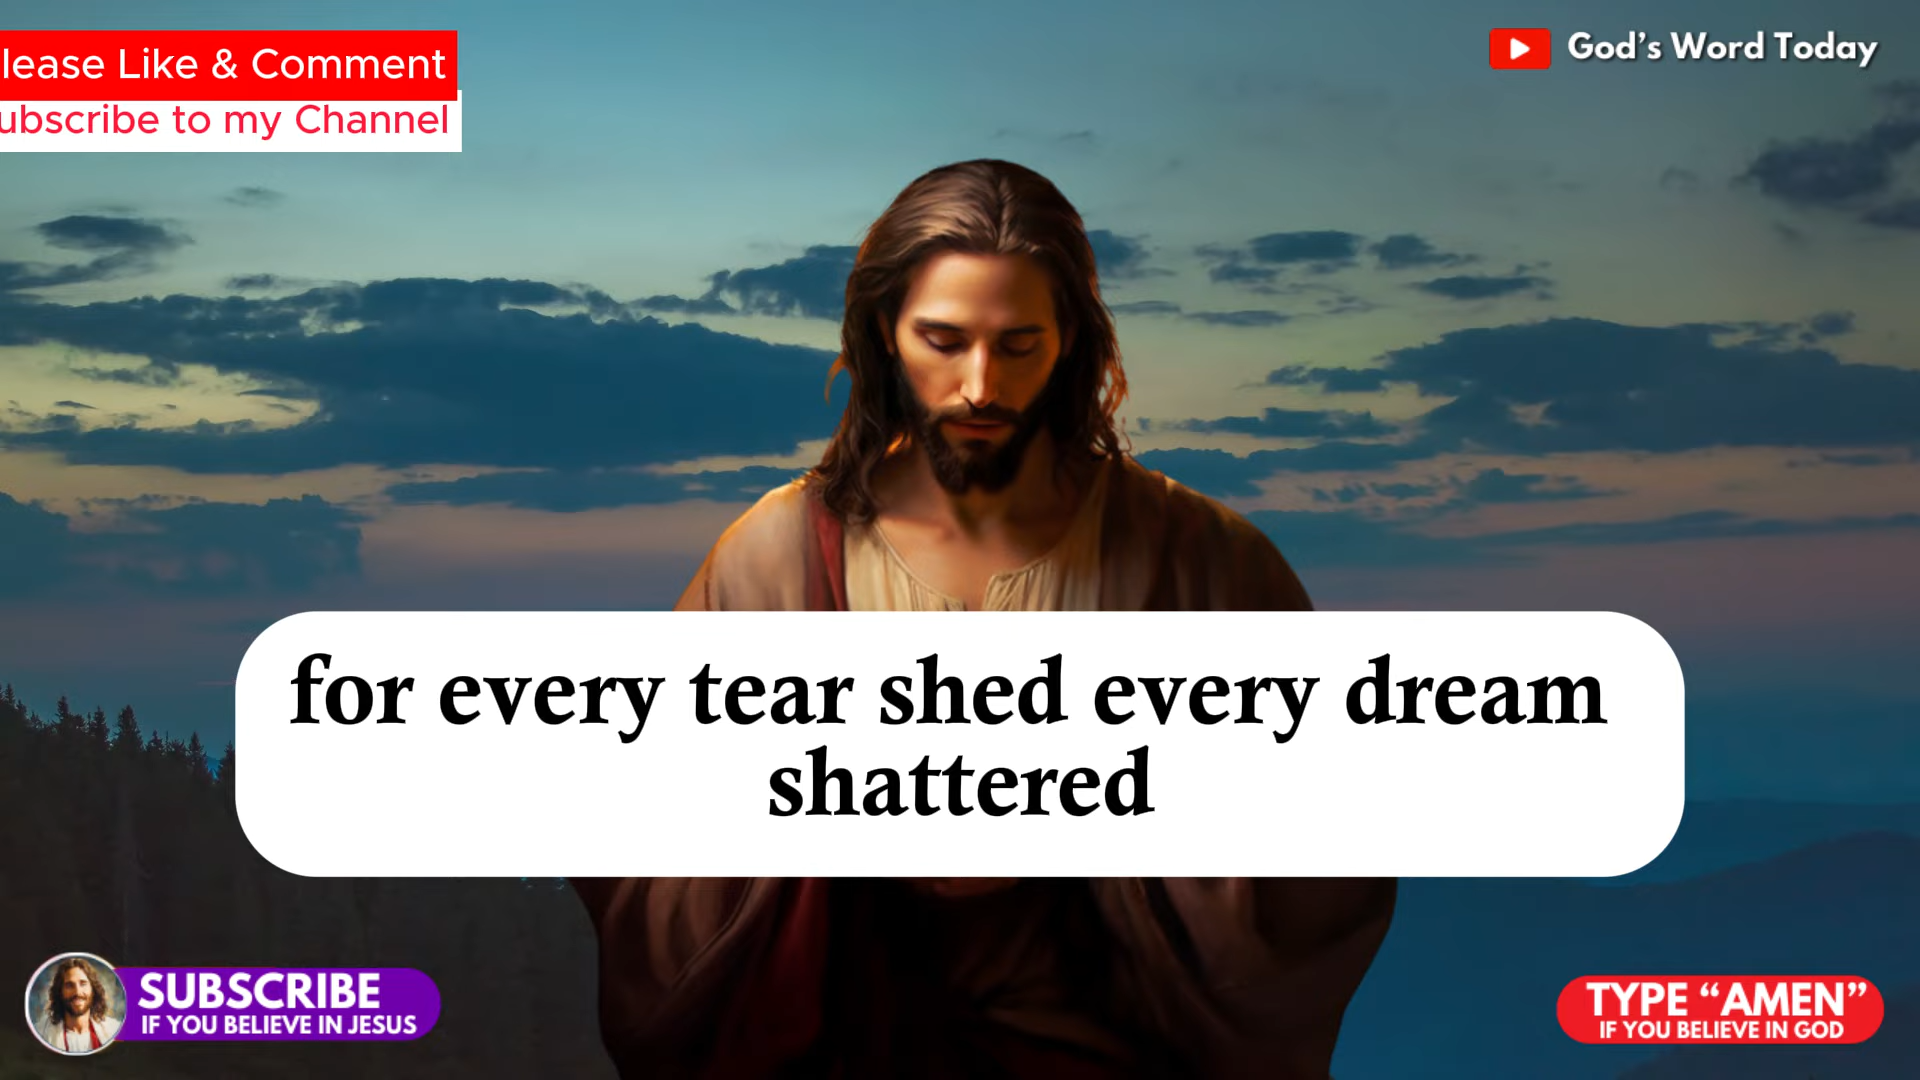 lease Like & Comment
ubscribe to my Channel
God's Word Today
for every tear shed every dream
shattered
SUBSCRIBE
IF YOU BELIEVE IN JESUS
TYPE “AMEN”
IF YOU BELIEVE IN GOD